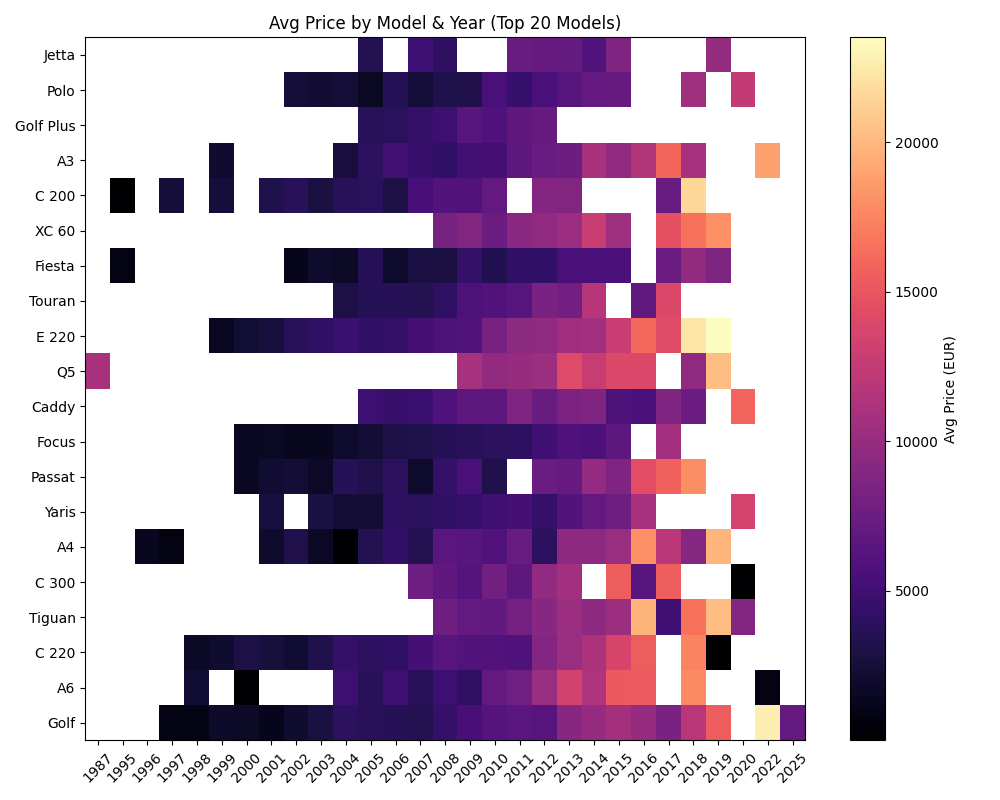 Avg Price by Model & Year (Top 20 Models)
Jetta
Polo
Golf Plus
A3
C 200
XC 60
Fiesta
Touran
E 220
Q5
Caddy
Focus
Passat
Yaris
A4
C 300
Tiguan
C 220
A6
Golf
1987 1995 1996 1997 1998 1999 2000 2001 2002 2003 2004 2005 2006 2007 2008 2009 2010 2011 2012 2013 2014 2015 2016 2017 2018 2019 2020 2022 2025
20000
15000
10000
5000
Avg Price (EUR)